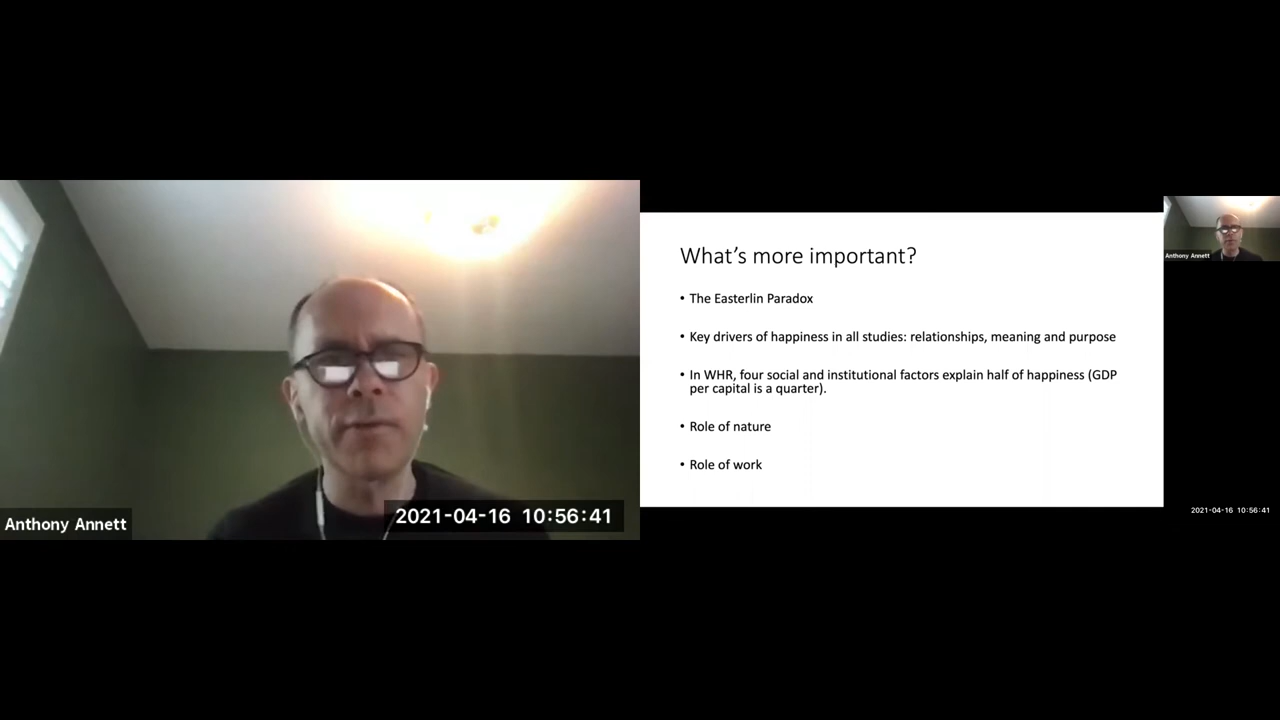 Anthony Annett
2021-04-16 10:56:41
What's more important?
• The Easterlin Paradox
• Key drivers of happiness in all studies: relationships, meaning and purpose
• In WHR, four social and institutional factors explain half of happiness (GDP
per capital is a quarter).
• Role of nature
• Role of work
Anthony Annett
2021-04-16 10:56:41